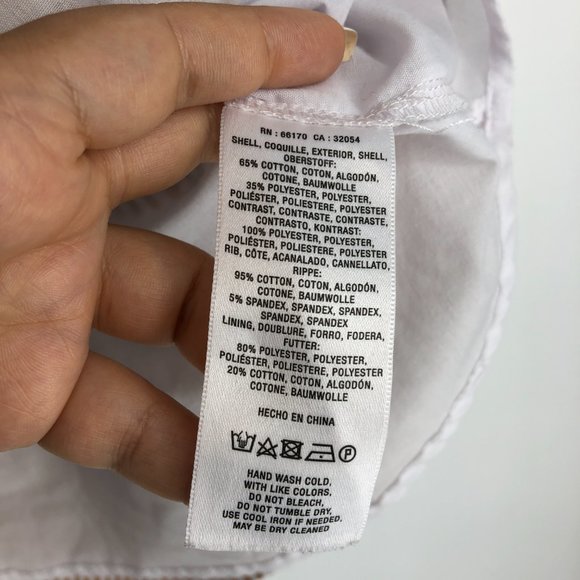 RN : 66170 CA : 32054
SHELL, COQUILLE, EXTERIOR, SHELL,
OBERSTOFF:
65% COTTON, COTON, ALGODÓN,
COTONE, BAUMWOLLE
35% POLYESTER, POLYESTER,
POLIÉSTER, POLIESTERE, POLYESTER
CONTRAST, CONTRASTE, CONTRASTE,
CONTRASTO, KONTRAST:
100% POLYESTER, POLYESTER,
POLIÉSTER, POLIESTERE, POLYESTER
RIB, CÔTE, ACANALADO, CANNELLATO,
RIPPE:
95% COTTON, COTON, ALGODÓN,
COTONE, BAUMWOLLE
5% SPANDEX, SPANDEX, SPANDEX,
SPANDEX, SPANDEX
LINING, DOUBLURE, FORRO, FODERA,
FUTTER:
80% POLYESTER, POLYESTER,
POLIÉSTER, POLIESTERE, POLYESTER
20% COTTON, COTON, ALGODÓN,
COTONE, BAUMWOLLE
HECHO EN CHINA
P
HAND WASH COLD,
WITH LIKE COLORS,
DO NOT BLEACH,
DO NOT TUMBLE DRY,
USE COOL IRON IF NEEDED.
MAY BE DRY CLEANED